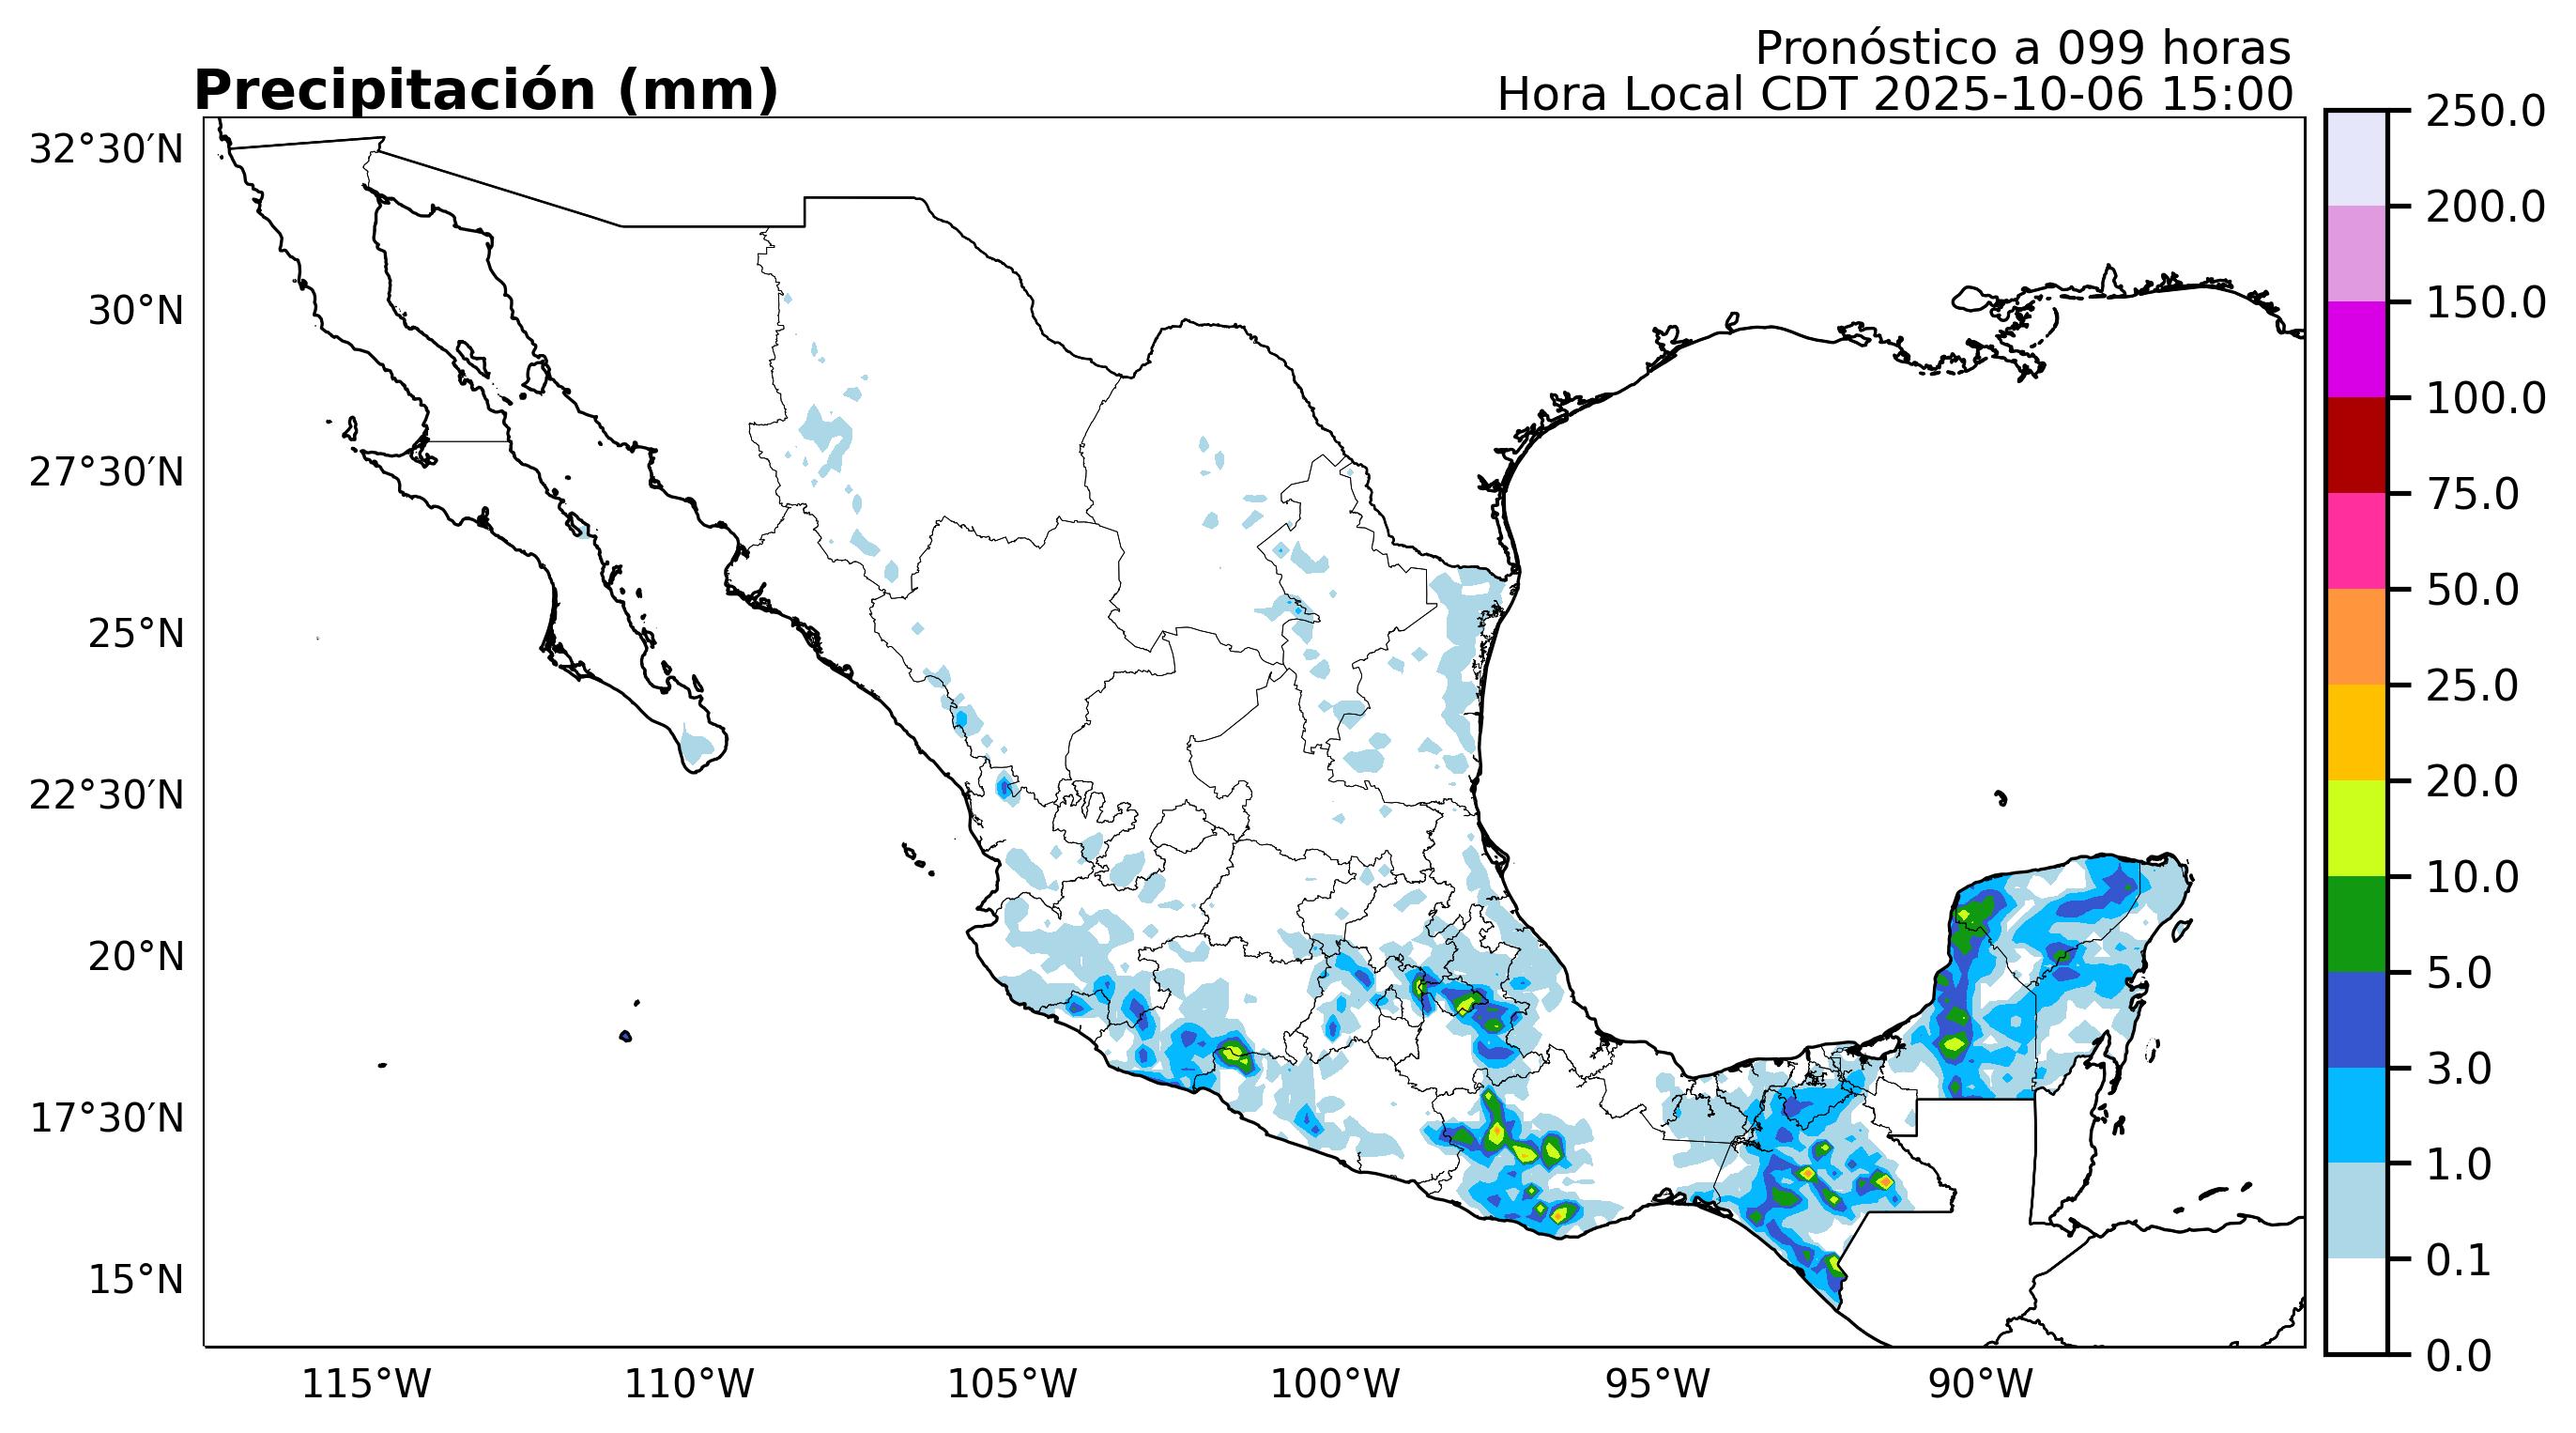 Pronóstico a 099 horas
Precipitación (mm)
Hora Local CDT 2025-10-06 15:00
32°30′N
30°N
27°30′N
25°N
22°30′N
20°N
17°30′N
15°N
115°W
110°W
105°W
100°W
95°W
90°W
250.0
200.0
150.0
100.0
75.0
50.0
25.0
20.0
10.0
5.0
3.0
1.0
0.1
0.0